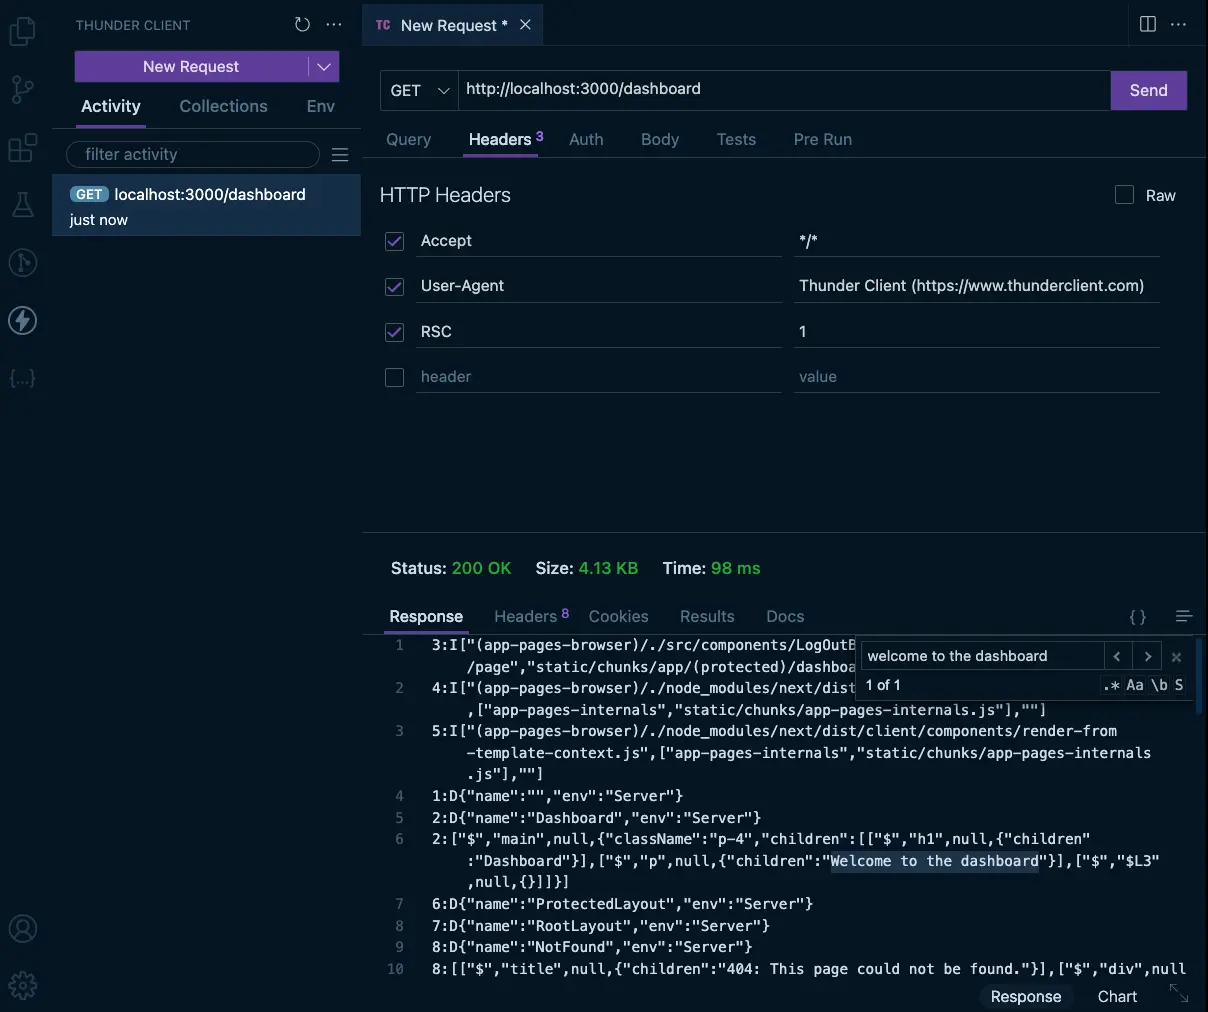 THUNDER CLIENT
New Request
Activity Collections Env
filter activity
GET localhost:3000/dashboard
just now
TC New Request *
GET http://localhost:3000/dashboard Send
Query Headers 3 Auth Body Tests Pre Run
HTTP Headers Raw
Accept */*
User-Agent Thunder Client (https://www.thunderclient.com)
RSC 1
header value
Status: 200 OK Size: 4.13 KB Time: 98 ms
Response Headers 8 Cookies Results Docs { }
welcome to the dashboard
1 of 1 .* Aa \b S
1 3:I["(app-pages-browser)/./src/components/LogOutB
/page","static/chunks/app/(protected)/dashboa
2 4:I["(app-pages-browser)/./node_modules/next/dist
,["app-pages-internals","static/chunks/app-pages-internals.js"],""]
3 5:I["(app-pages-browser)/./node_modules/next/dist/client/components/render-from
-template-context.js",["app-pages-internals","static/chunks/app-pages-internals
.js"],""]
4 1:D{"name":"","env":"Server"}
5 2:D{"name":"Dashboard","env":"Server"}
6 2:["$","main",null,{"className":"p-4","children":[["$","h1",null,{"children"
:"Dashboard"}],["$","p",null,{"children":"Welcome to the dashboard"}],["$","$L3"
,null,{}]]}]
7 6:D{"name":"ProtectedLayout","env":"Server"}
8 7:D{"name":"RootLayout","env":"Server"}
9 8:D{"name":"NotFound","env":"Server"}
10 8:[["$","title",null,{"children":"404: This page could not be found."}],["$","div",null
Response Chart